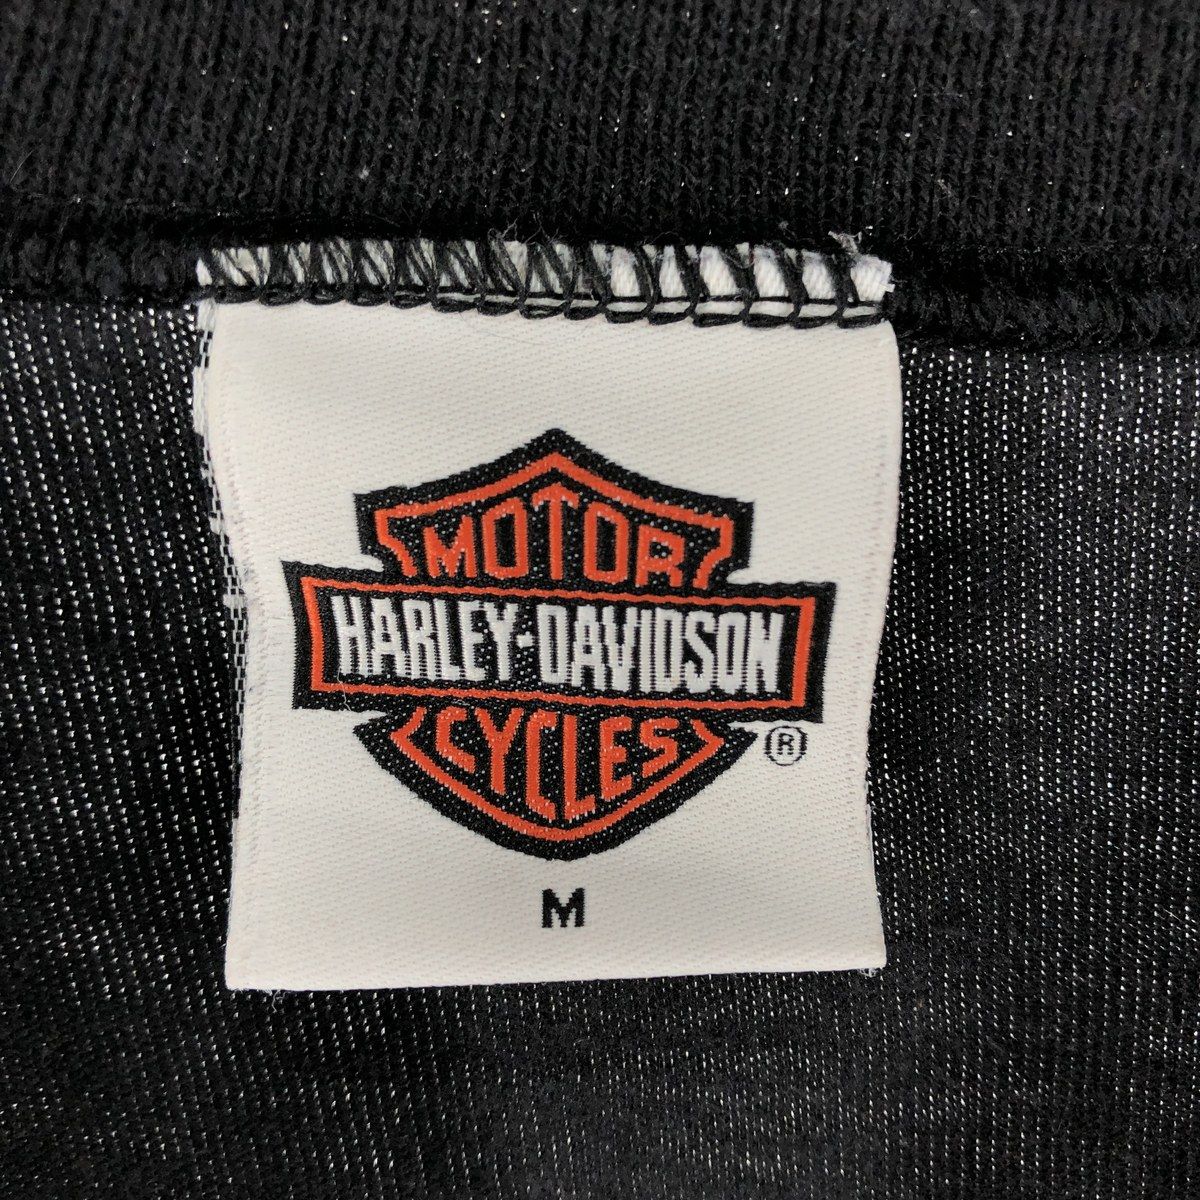 MOTOR
HARLEY-DAVIDSON
CYCLES
®
M